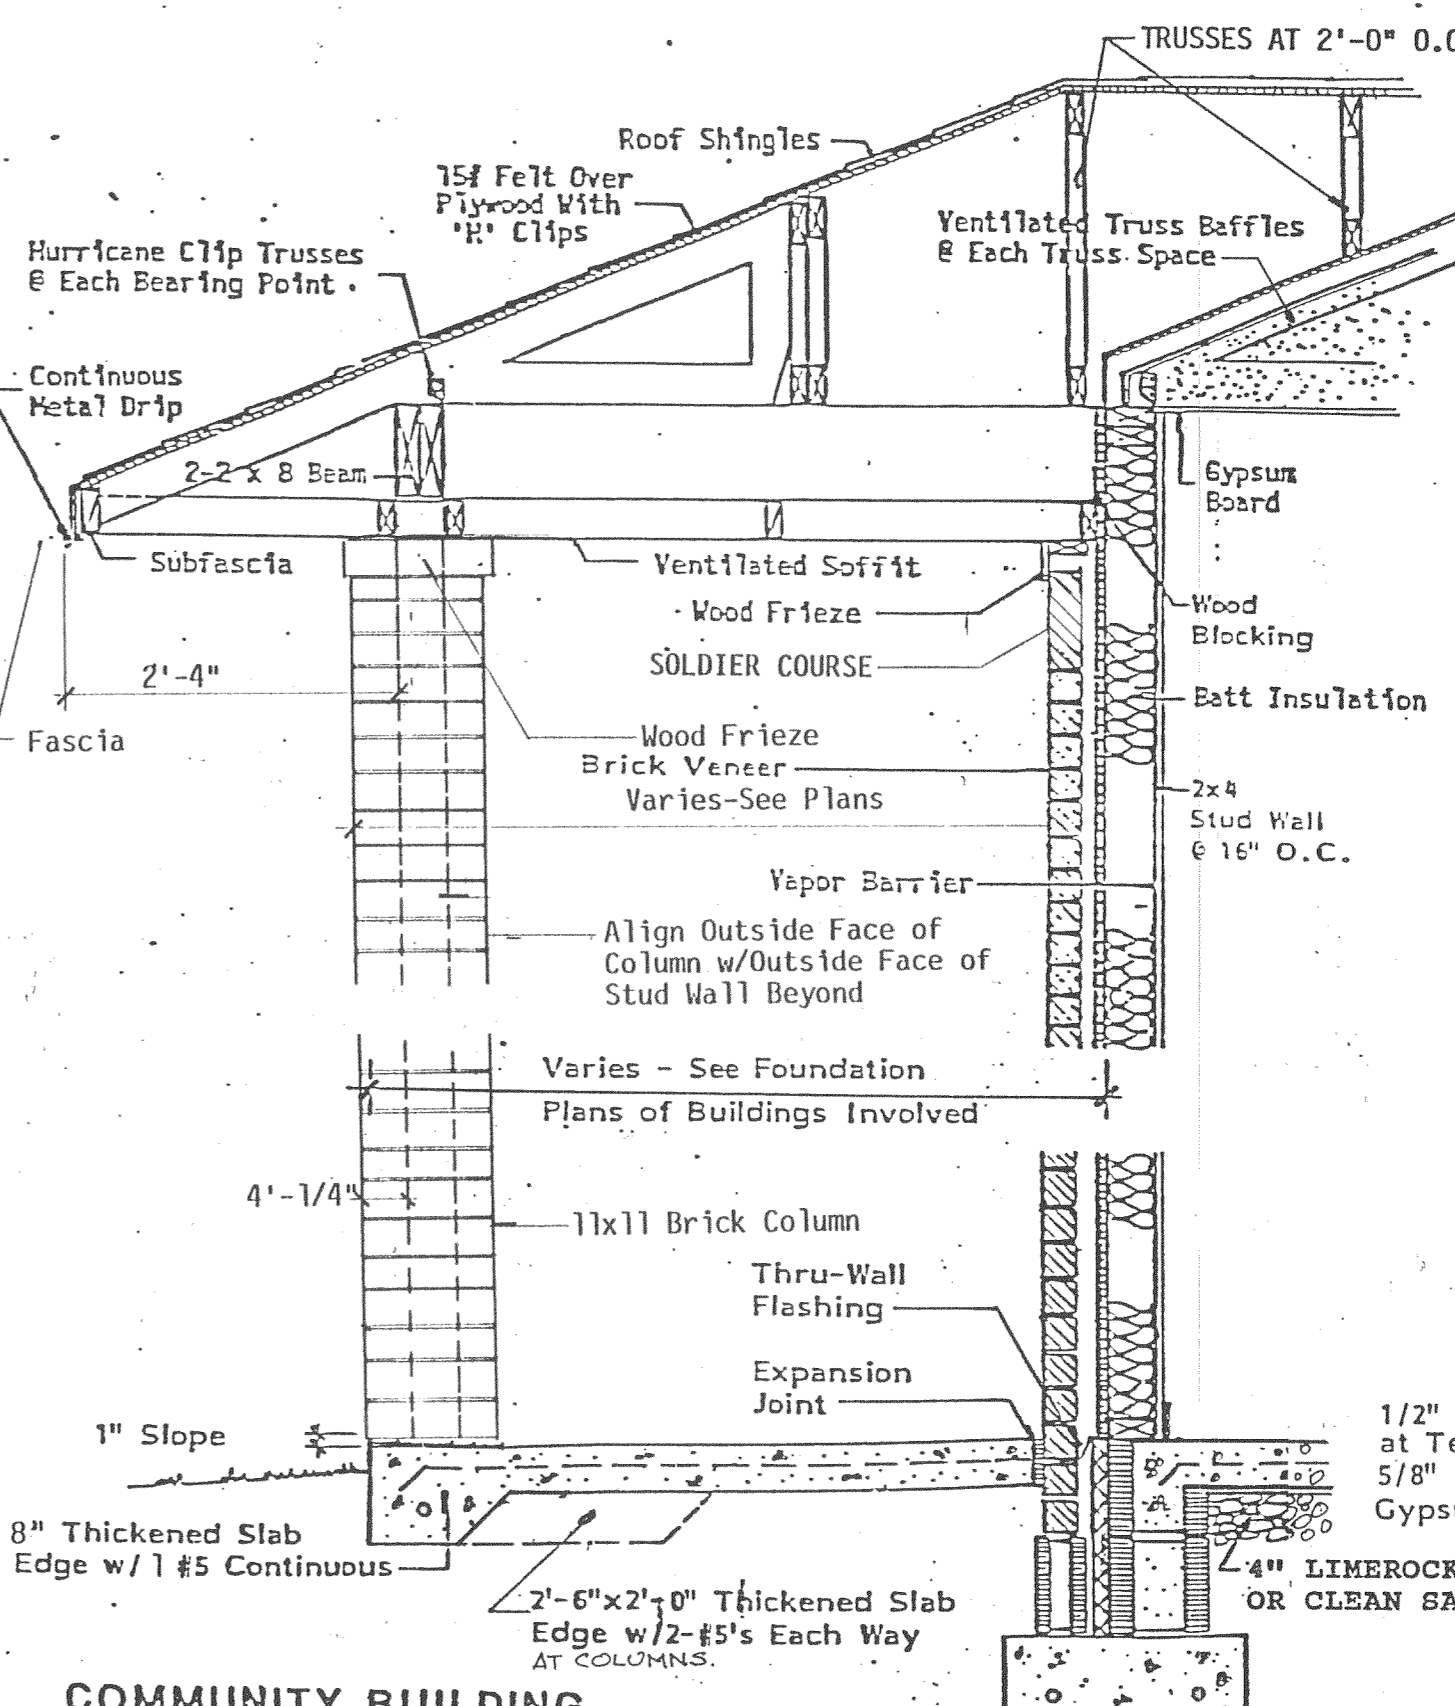 TRUSSES AT 2'-0" O.C
Roof Shingles
15# Felt Over
Plywood With
"H" Clips
Hurricane Clip Trusses
@ Each Bearing Point
Ventilated Truss Baffles
@ Each Truss Space
Continuous
Metal Drip
2-2 x 8 Beam
Gypsum
Board
Subfascia
Ventilated Soffit
Wood Frieze
Wood
Blocking
SOLDIER COURSE
2'-4"
Batt Insulation
Fascia
Wood Frieze
Brick Veneer
Varies-See Plans
2x4
Stud Wall
@ 16" O.C.
Vapor Barrier
Align Outside Face of
Column w/Outside Face of
Stud Wall Beyond
Varies - See Foundation
Plans of Buildings Involved
4'-1/4"
11x11 Brick Column
Thru-Wall
Flashing
Expansion
Joint
1" Slope
1/2"
at Te
5/8"
Gyps
8" Thickened Slab
Edge w/ 1 #5 Continuous
4" LIMEROCK
OR CLEAN SA
2'-6"x2'-0" Thickened Slab
Edge w/2-#5's Each Way
AT COLUMNS.
COMMUNITY BUILDING